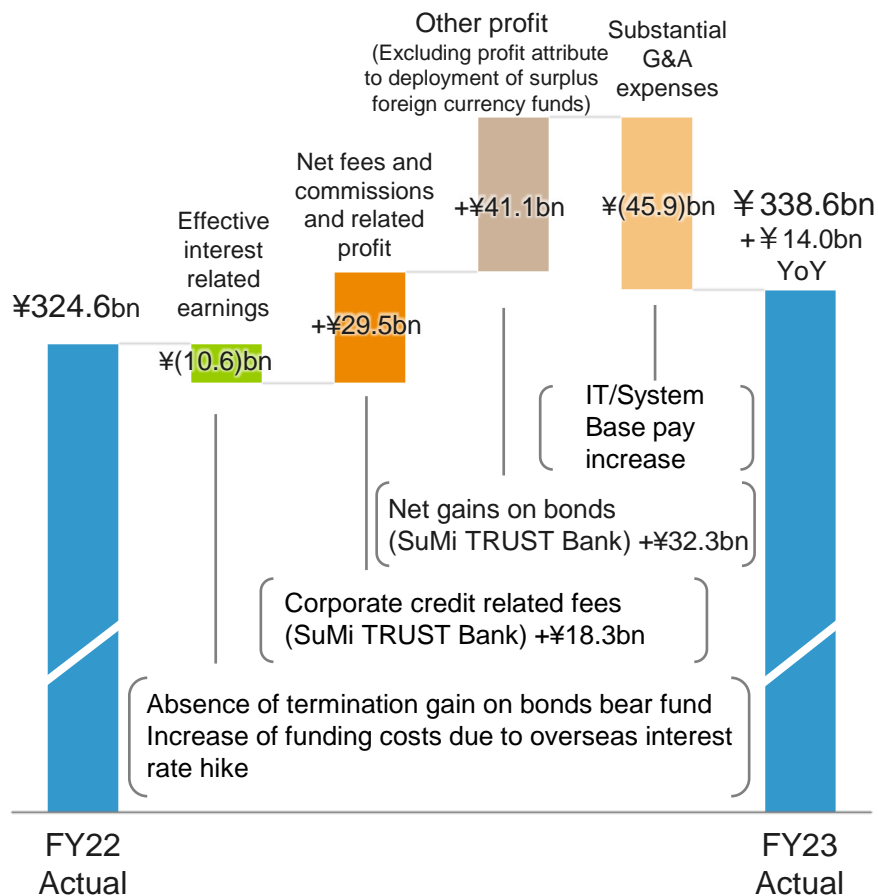 Other profit
(Excluding profit attribute
to deployment of surplus
foreign currency funds)
Substantial
G&A
expenses
Net fees and
commissions
and related
profit
Effective
interest
related
earnings
¥324.6bn
¥(10.6)bn
+¥29.5bn
+¥41.1bn
¥(45.9)bn
¥338.6bn
+¥14.0bn
YoY
IT/System
Base pay
increase
Net gains on bonds
(SuMi TRUST Bank) +¥32.3bn
Corporate credit related fees
(SuMi TRUST Bank) +¥18.3bn
Absence of termination gain on bonds bear fund
Increase of funding costs due to overseas interest
rate hike
FY22
Actual
FY23
Actual